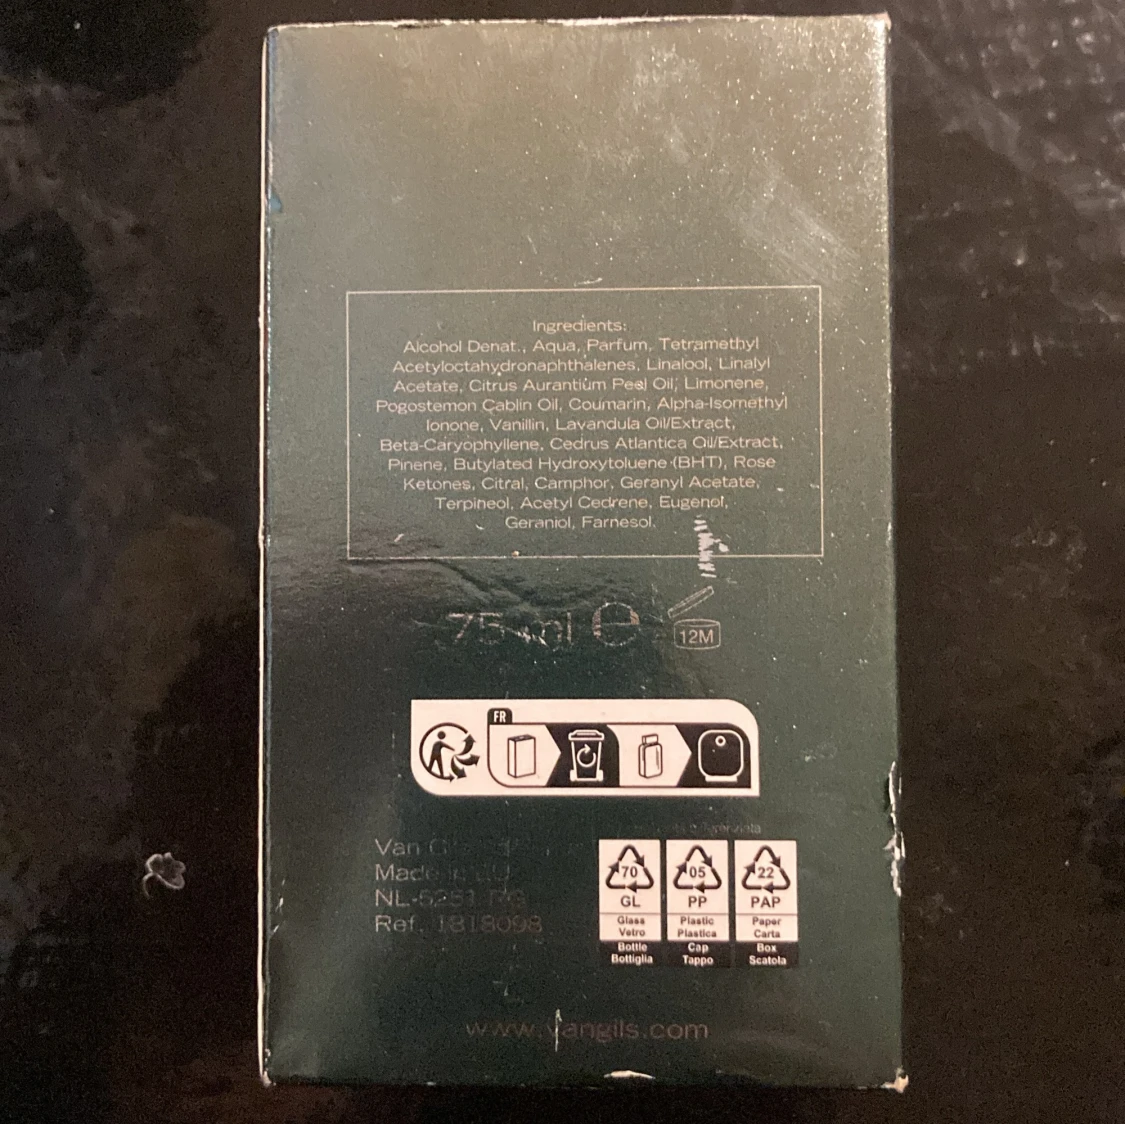 Ingredients:
Alcohol Denat., Aqua, Parfum, Tetramethyl
Acetyloctahydronaphthalenes, Linalool, Linalyl
Acetate, Citrus Aurantium Peel Oil, Limonene,
Pogostemon Cablin Oil, Coumarin, Alpha-Isomethyl
Ionone, Vanillin, Lavandula Oil/Extract,
Beta-Caryophyllene, Cedrus Atlantica Oil/Extract,
Pinene, Butylated Hydroxytoluene (BHT), Rose
Ketones, Citral, Camphor, Geranyl Acetate,
Terpineol, Acetyl Cedrene, Eugenol,
Geraniol, Farnesol.
75 ml e
12M
FR
Van
Made in EU
NL-5251
Ref. 1818098
70
GL
Glass
Vetro
Bottle
Bottiglia
05
PP
Plastic
Plastica
Cap
Tappo
22
PAP
Paper
Carta
Box
Scatola
www.vangils.com